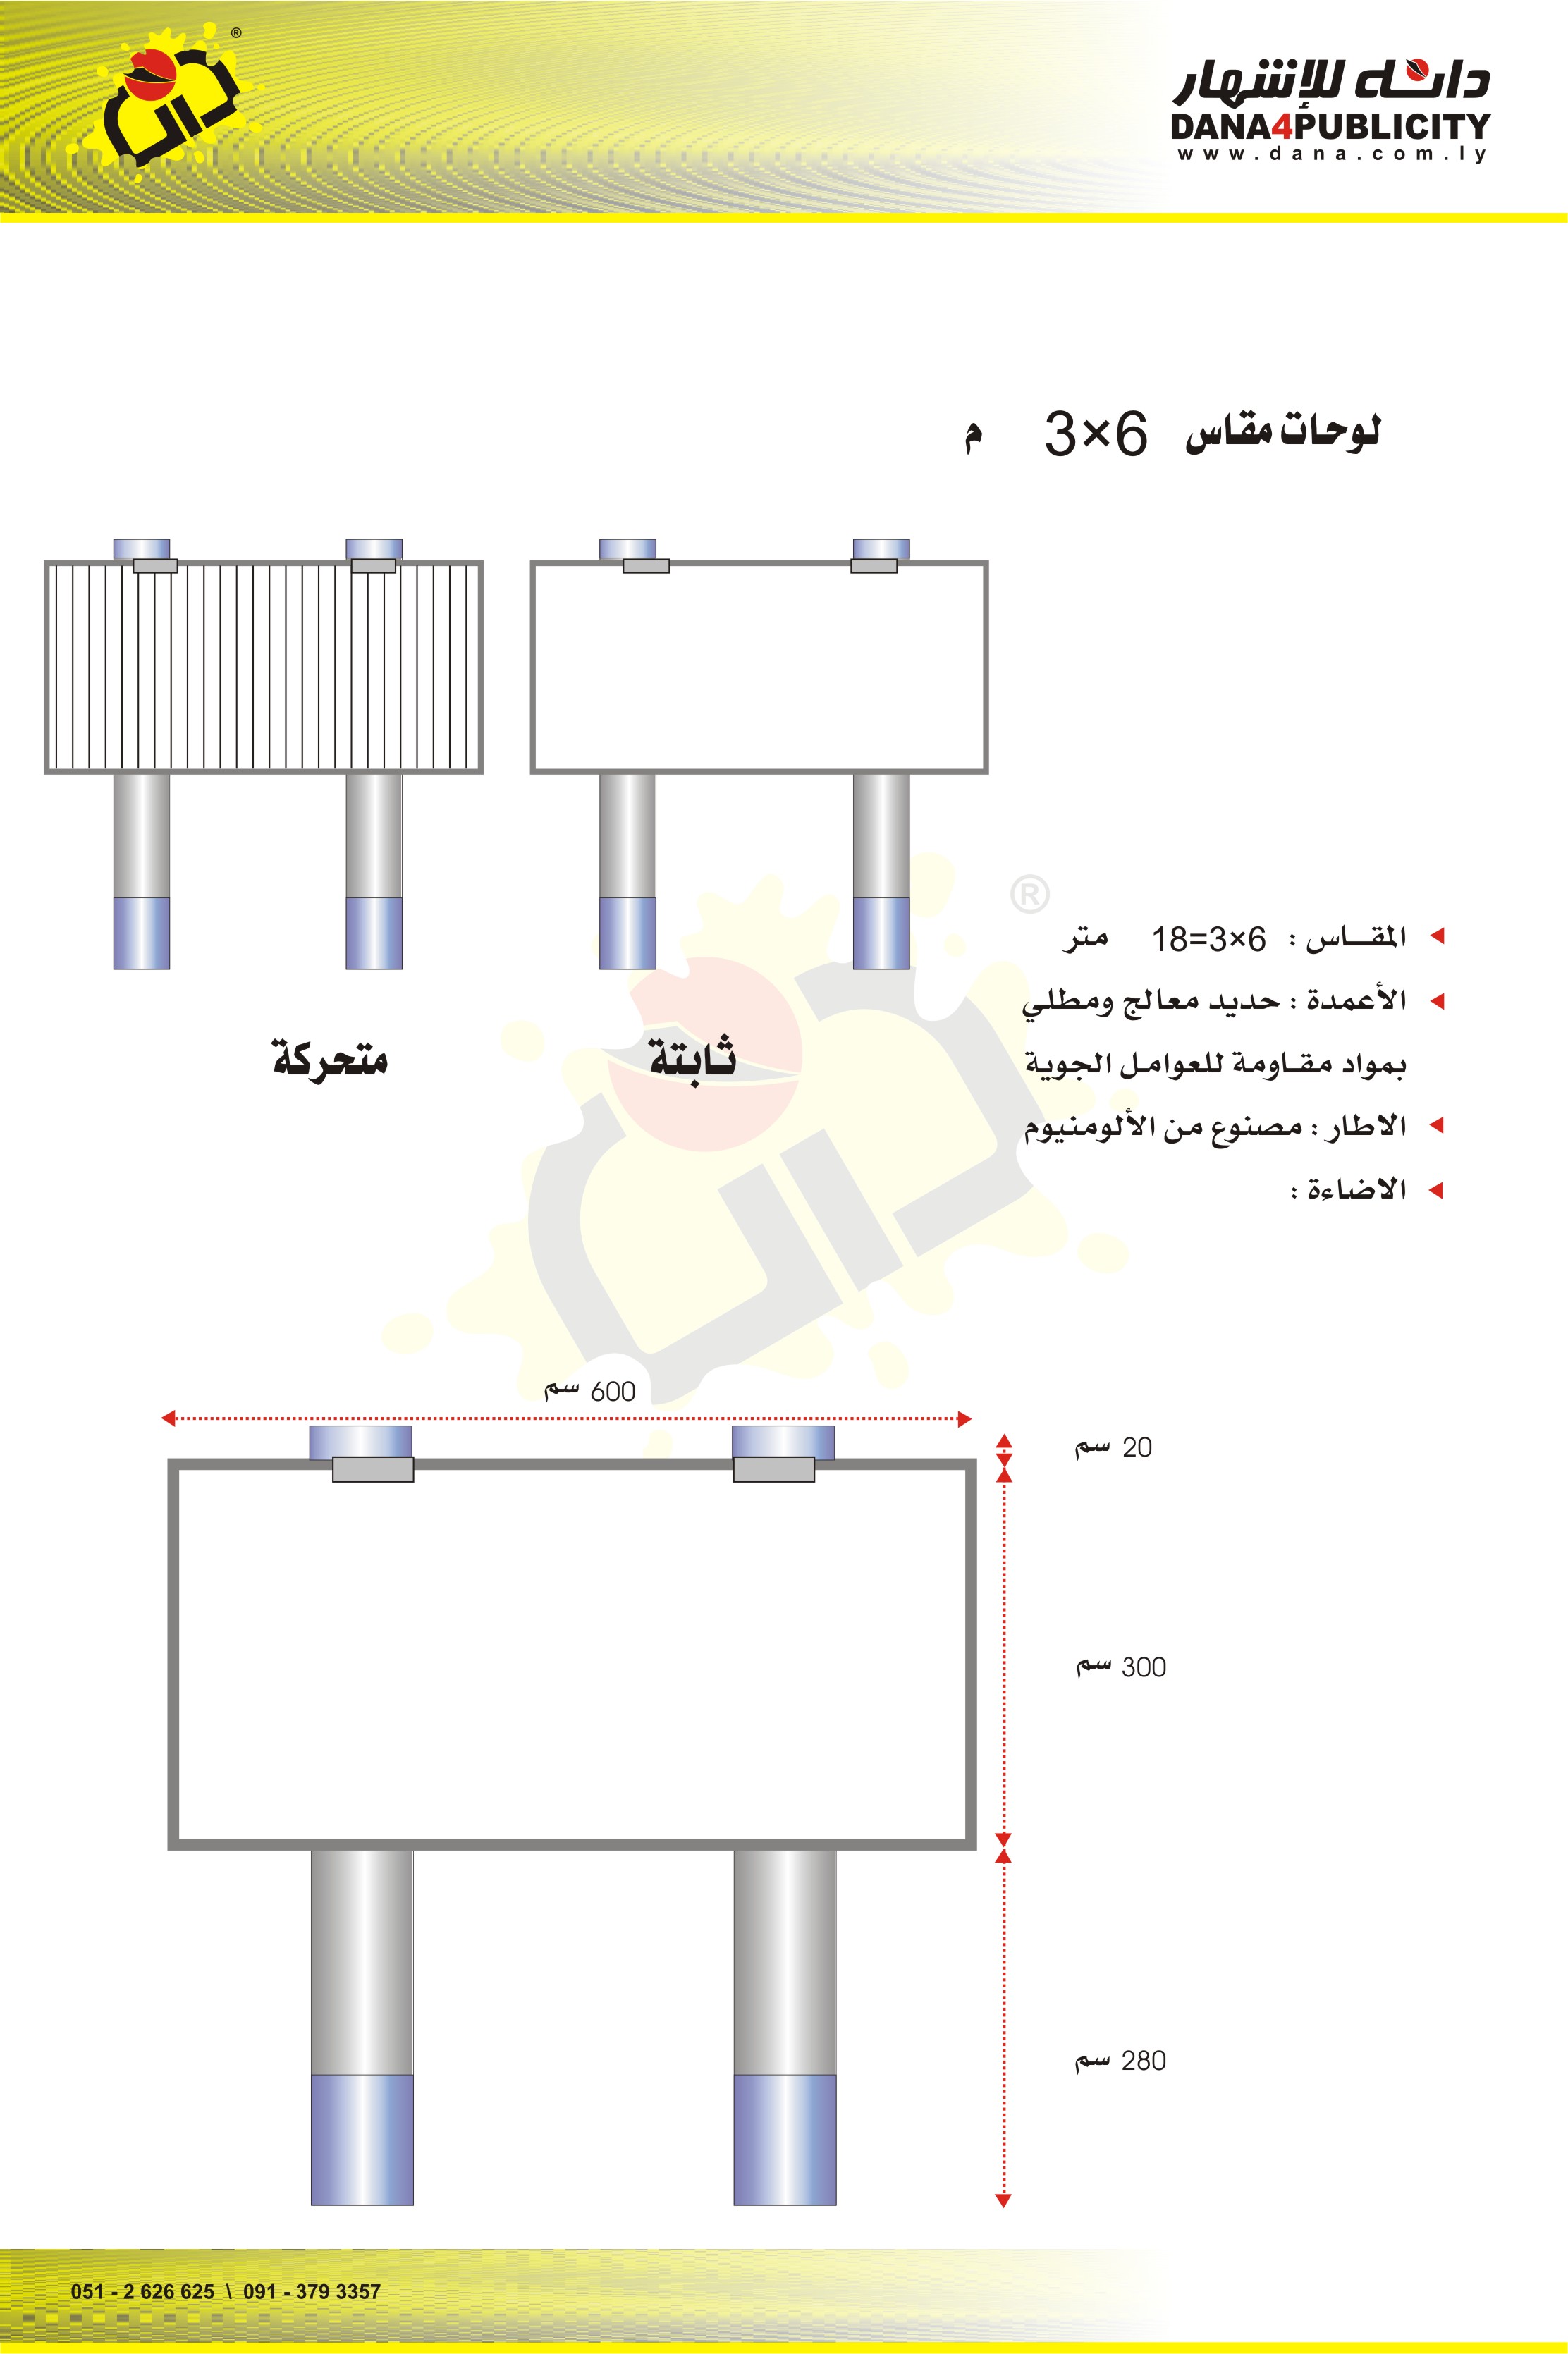 ®
دانه للإشهار
DANA4PUBLICITY
www.dana.com.ly
لوحات مقاس 6×3 م
ثابتة
متحركة
®
المقاس : 6×3=18 متر
الأعمدة : حديد معالج ومطلي
بمواد مقاومة للعوامل الجوية
الاطار : مصنوع من الألومنيوم
الاضاءة :
600 سم
20 سم
300 سم
280 سم
051 - 2 626 625 \ 091 - 379 3357